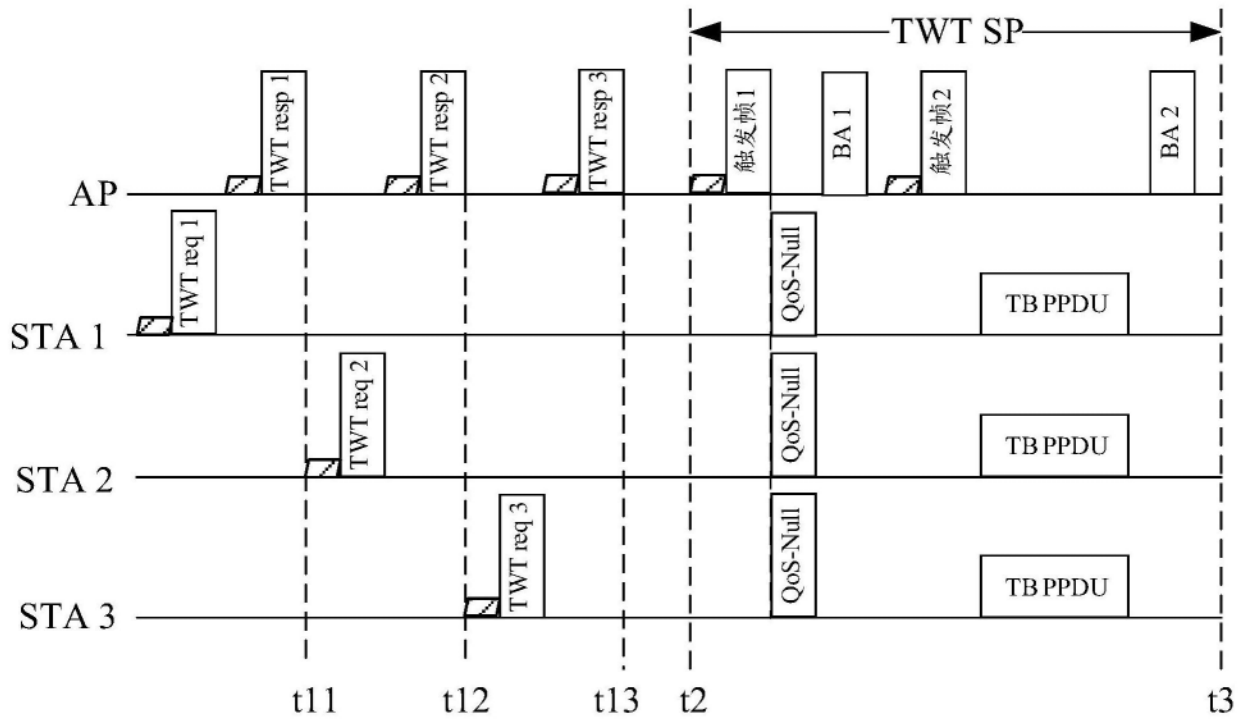 TWT SP
TWT resp 1
TWT resp 2
TWT resp 3
触发帧1
BA 1
触发帧2
BA 2
AP
TWT req 1
QoS-Null
TB PPDU
STA 1
TWT req 2
QoS-Null
TB PPDU
STA 2
TWT req 3
QoS-Null
TB PPDU
STA 3
t11
t12
t13
t2
t3